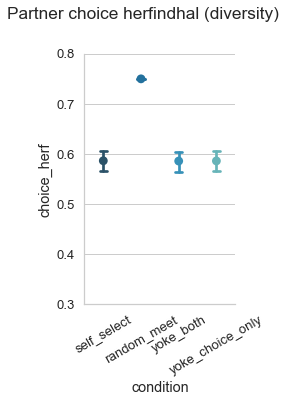 Partner choice herfindhal (diversity)
0.8
0.7
0.6
0.5
0.4
0.3
choice_herf
self_select
random_meet
yoke_both
yoke_choice_only
condition